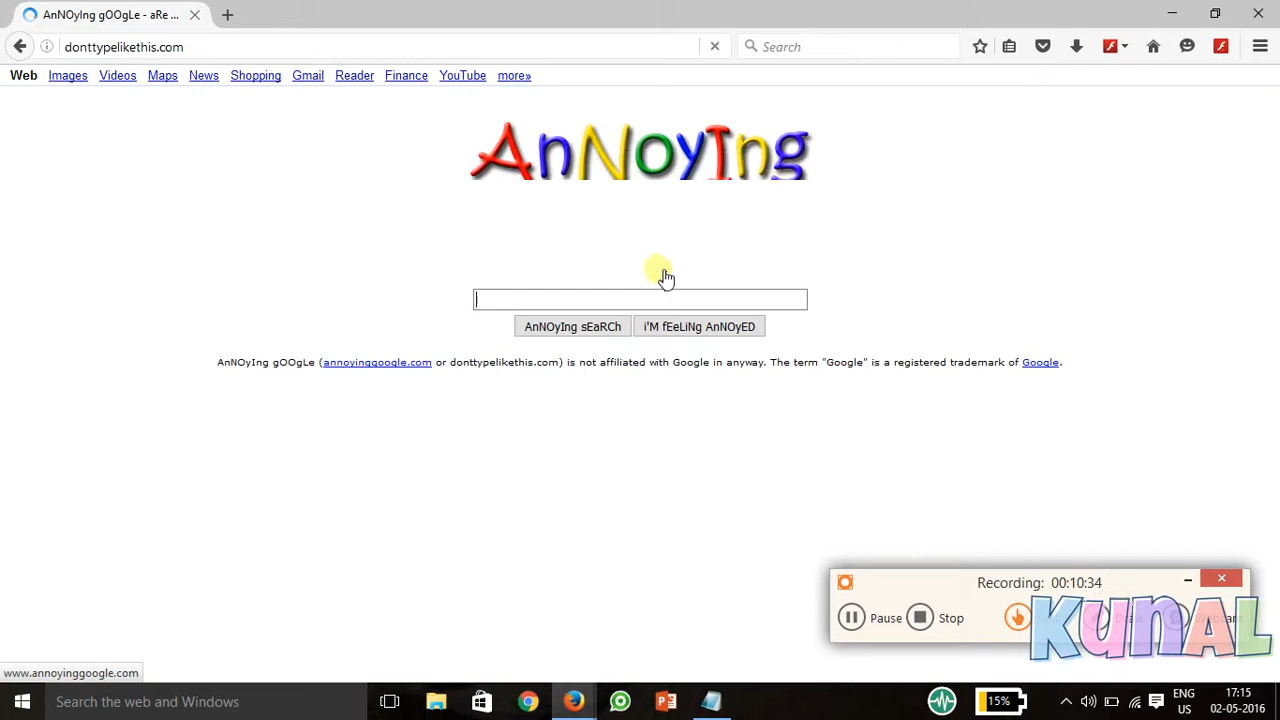 AnNOyIng gOOgLe - aRe ...
donttypelikethis.com
Search
Web Images Videos Maps News Shopping Gmail Reader Finance YouTube more»
AnNoyIng
AnNOyIng sEaRCh i'M fEeLiNg AnNOyED
AnNOyIng gOOgLe (annoyinggoogle.com or donttypelikethis.com) is not affiliated with Google in anyway. The term "Google" is a registered trademark of Google.
Recording: 00:10:34
Pause Stop
KUNAL
www.annoyinggoogle.com
Search the web and Windows
15%
ENG 17:15
US 02-05-2016